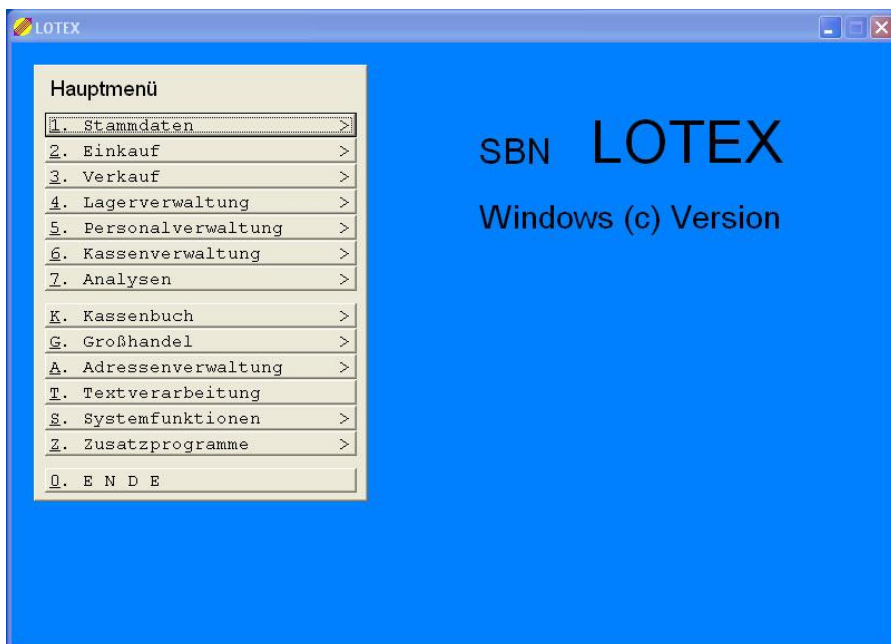 LOTEX
Hauptmenü
1. Stammdaten >
2. Einkauf >
3. Verkauf >
4. Lagerverwaltung >
5. Personalverwaltung >
6. Kassenverwaltung >
7. Analysen >
K. Kassenbuch >
G. Großhandel >
A. Adressenverwaltung >
T. Textverarbeitung
S. Systemfunktionen >
Z. Zusatzprogramme >
0. E N D E
SBN LOTEX
Windows (c) Version